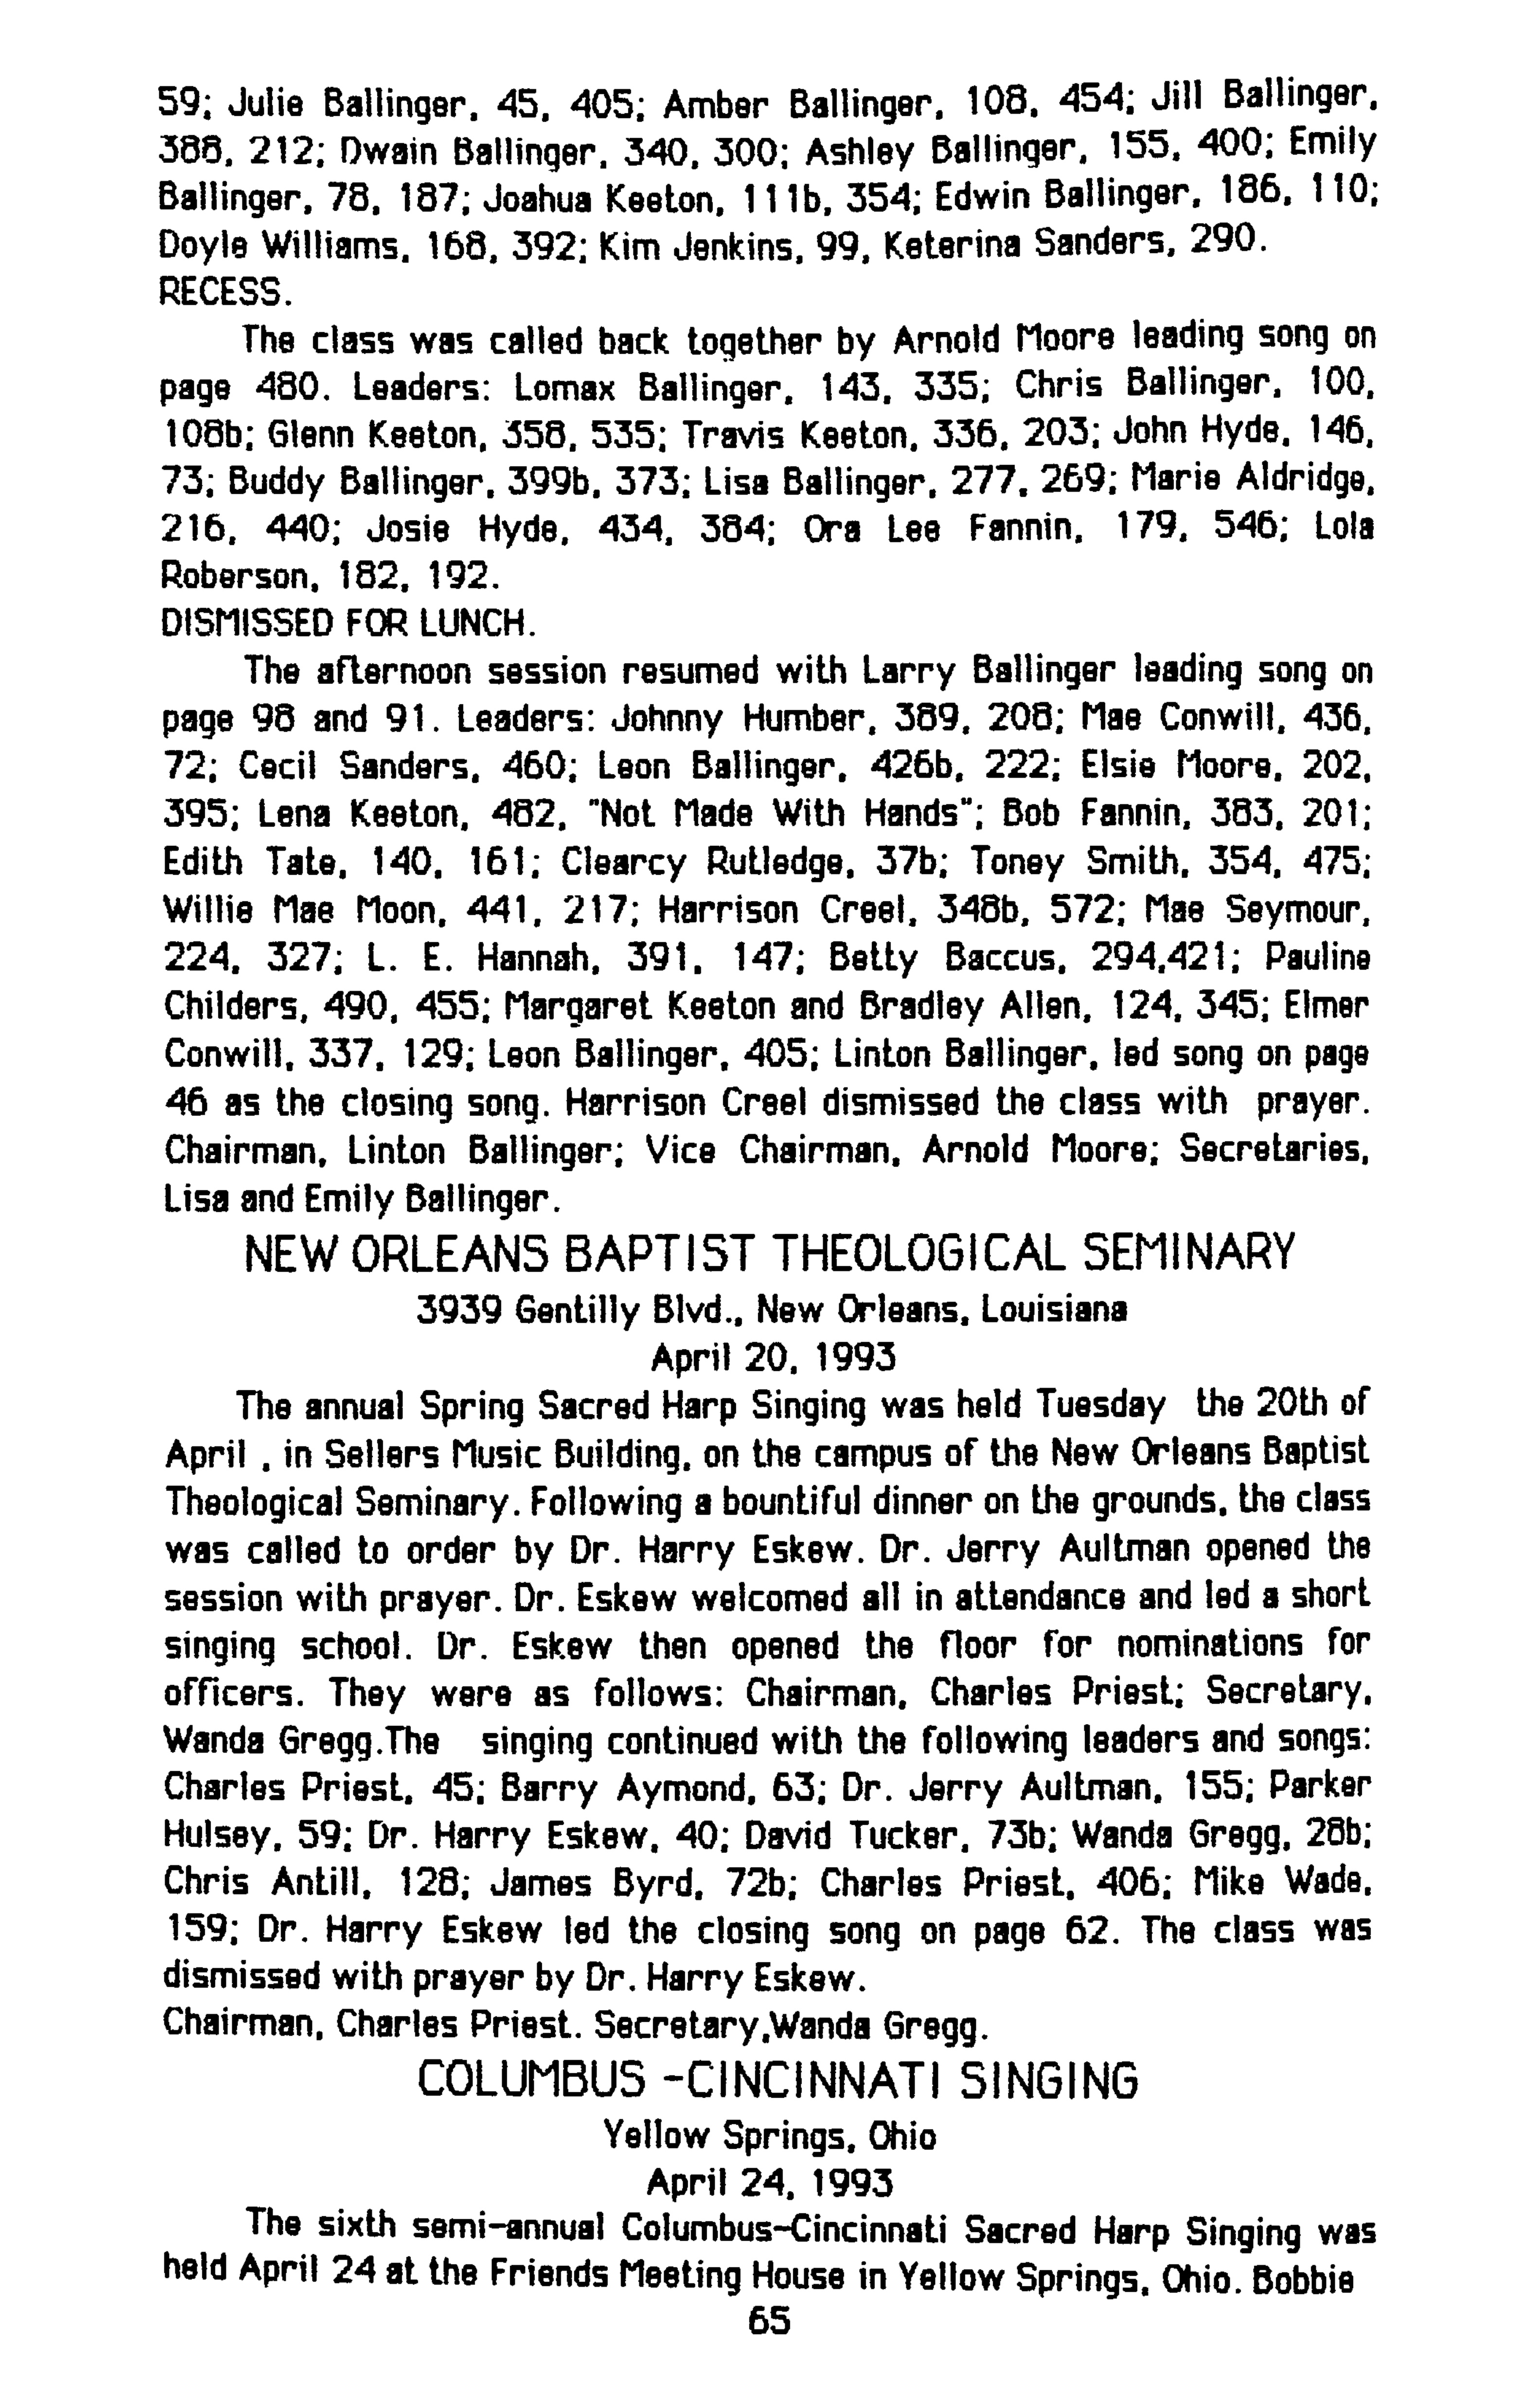 59; Julie Ballinger, 45, 405; Amber Ballinger, 108, 454; Jill Ballinger,
388, 212; Dwain Ballinger, 340, 300; Ashley Ballinger, 155, 400; Emily
Ballinger, 78, 187; Joahua Keeton, 111b, 354; Edwin Ballinger, 186, 110;
Doyle Williams, 168, 392; Kim Jenkins, 99, Keterina Sanders, 290.
RECESS.
The class was called back together by Arnold Moore leading song on
page 480. Leaders: Lomax Ballinger, 143, 335; Chris Ballinger, 100,
108b; Glenn Keeton, 358, 535; Travis Keeton, 336, 203; John Hyde, 146,
73; Buddy Ballinger, 399b, 373; Lisa Ballinger, 277, 269; Marie Aldridge,
216, 440; Josie Hyde, 434, 384; Ora Lee Fannin, 179, 546; Lola
Roberson, 182, 192.
DISMISSED FOR LUNCH.
The afternoon session resumed with Larry Ballinger leading song on
page 98 and 91. Leaders: Johnny Humber, 389, 208; Mae Conwill, 436,
72; Cecil Sanders, 460; Leon Ballinger, 426b, 222; Elsie Moore, 202,
395; Lena Keeton, 482, "Not Made With Hands"; Bob Fannin, 383, 201;
Edith Tate, 140, 161; Clearcy Rutledge, 37b; Toney Smith, 354, 475;
Willie Mae Moon, 441, 217; Harrison Creel, 348b, 572; Mae Seymour,
224, 327; L. E. Hannah, 391, 147; Betty Baccus, 294,421; Pauline
Childers, 490, 455; Margaret Keeton and Bradley Allen, 124, 345; Elmer
Conwill, 337, 129; Leon Ballinger, 405; Linton Ballinger, led song on page
46 as the closing song. Harrison Creel dismissed the class with prayer.
Chairman, Linton Ballinger; Vice Chairman, Arnold Moore; Secretaries,
Lisa and Emily Ballinger.
NEW ORLEANS BAPTIST THEOLOGICAL SEMINARY
3939 Gentilly Blvd., New Orleans, Louisiana
April 20, 1993
The annual Spring Sacred Harp Singing was held Tuesday the 20th of
April , in Sellers Music Building, on the campus of the New Orleans Baptist
Theological Seminary. Following a bountiful dinner on the grounds, the class
was called to order by Dr. Harry Eskew. Dr. Jerry Aultman opened the
session with prayer. Dr. Eskew welcomed all in attendance and led a short
singing school. Dr. Eskew then opened the floor for nominations for
officers. They were as follows: Chairman, Charles Priest; Secretary,
Wanda Gregg.The singing continued with the following leaders and songs:
Charles Priest, 45; Barry Aymond, 63; Dr. Jerry Aultman, 155; Parker
Hulsey, 59; Dr. Harry Eskew, 40; David Tucker, 73b; Wanda Gregg, 28b;
Chris Antill, 128; James Byrd, 72b; Charles Priest, 406; Mike Wade,
159; Dr. Harry Eskew led the closing song on page 62. The class was
dismissed with prayer by Dr. Harry Eskew.
Chairman, Charles Priest. Secretary,Wanda Gregg.
COLUMBUS -CINCINNATI SINGING
Yellow Springs, Ohio
April 24, 1993
The sixth semi-annual Columbus-Cincinnati Sacred Harp Singing was
held April 24 at the Friends Meeting House in Yellow Springs, Ohio. Bobbie
65